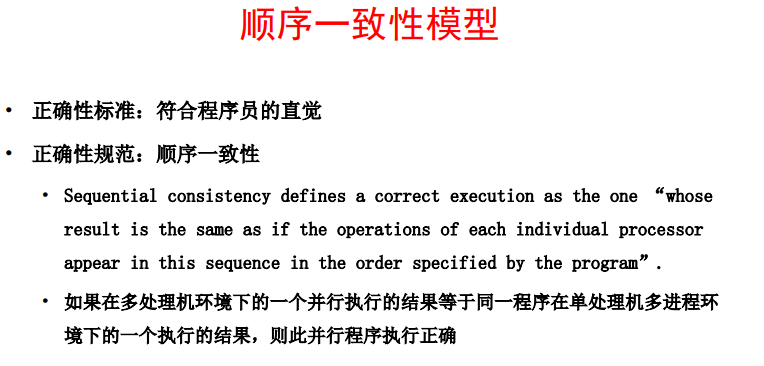 顺序一致性模型
• 正确性标准：符合程序员的直觉
• 正确性规范：顺序一致性
• Sequential consistency defines a correct execution as the one “whose
result is the same as if the operations of each individual processor
appear in this sequence in the order specified by the program”.
• 如果在多处理机环境下的一个并行执行的结果等于同一程序在单处理机多进程环
境下的一个执行的结果，则此并行程序执行正确